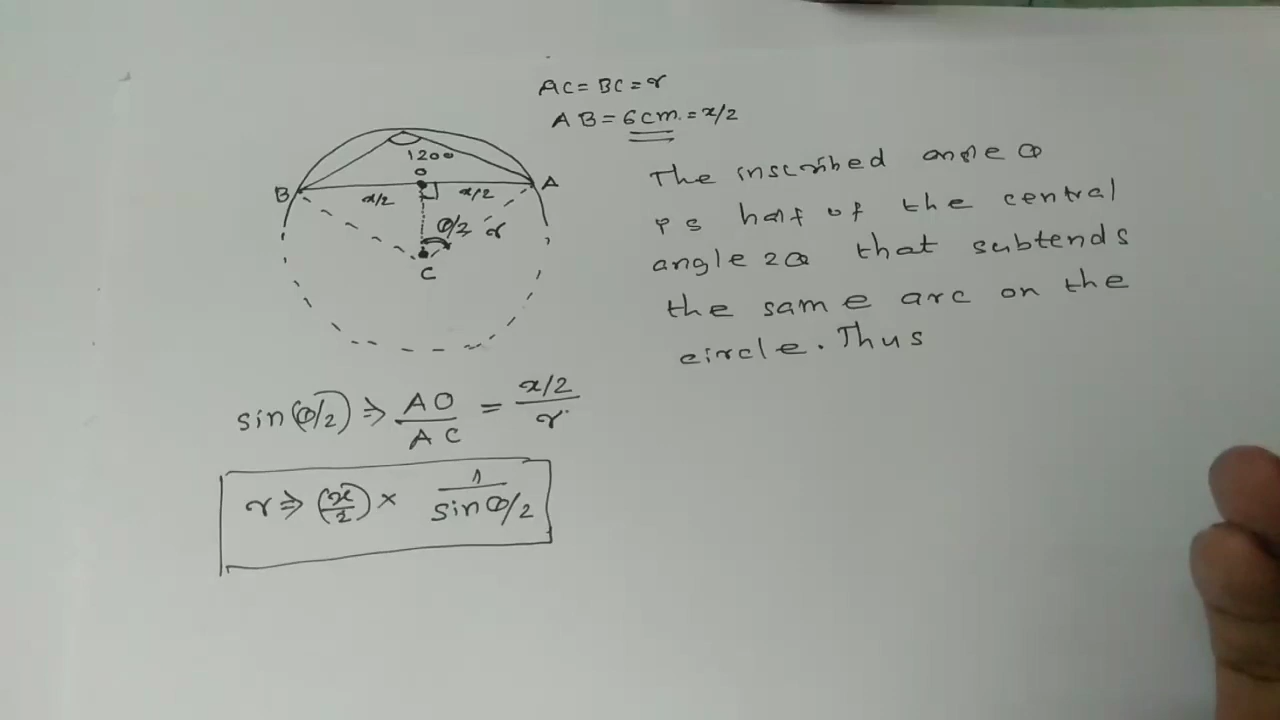 AC = BC = r
AB = 6cm. = x/2
120°
O
B
A
x/2
x/2
θ/2
r
C
The inscribed angle θ
is half of the central
angle 2θ that subtends
the same arc on the
circle. Thus
sin(θ/2) ⇒ AO/AC = x/2/r
r ⇒ (x/2) × 1/sin θ/2